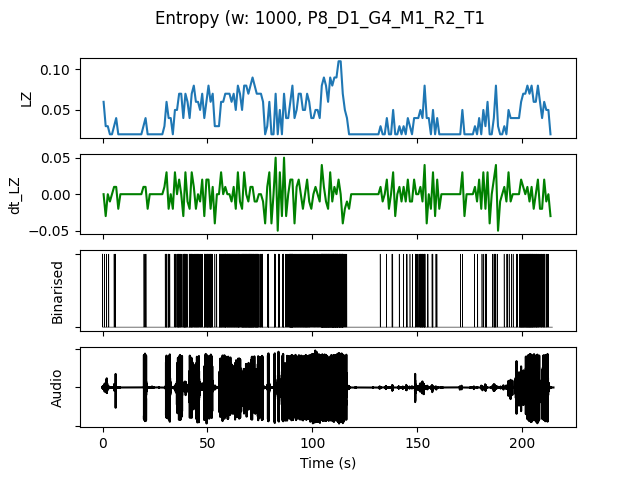 Entropy (w: 1000, P8_D1_G4_M1_R2_T1
0.10
0.05
LZ
0.05
0.00
−0.05
dt_LZ
Binarised
Audio
0 50 100 150 200
Time (s)